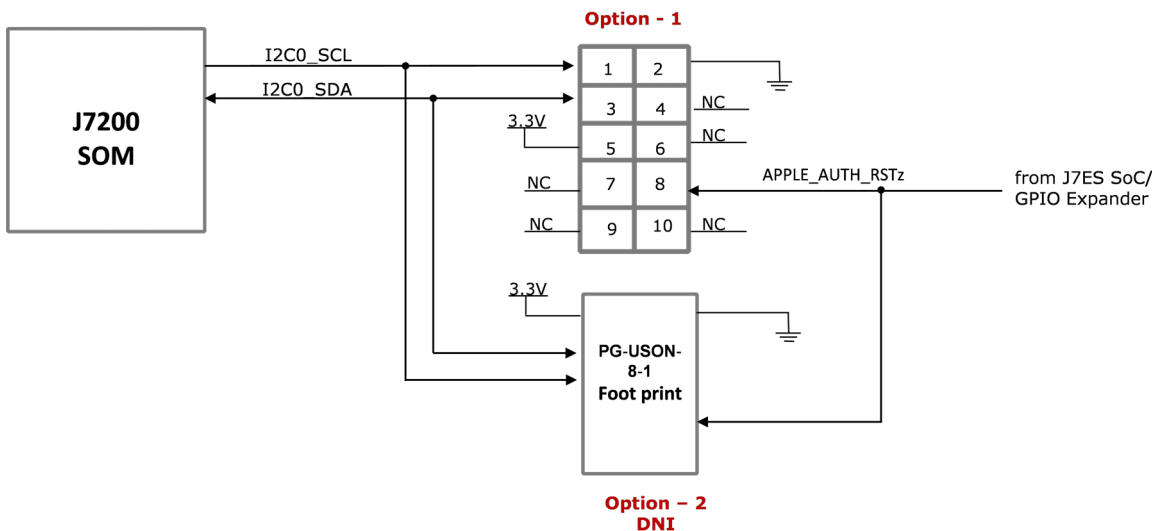 Option - 1
I2C0_SCL
1
2
I2C0_SDA
3
4
NC
J7200
SOM
3.3V
5
6
NC
NC
7
8
APPLE_AUTH_RSTz
from J7ES SoC/
GPIO Expander
NC
9
10
NC
3.3V
PG-USON-
8-1
Foot print
Option – 2
DNI